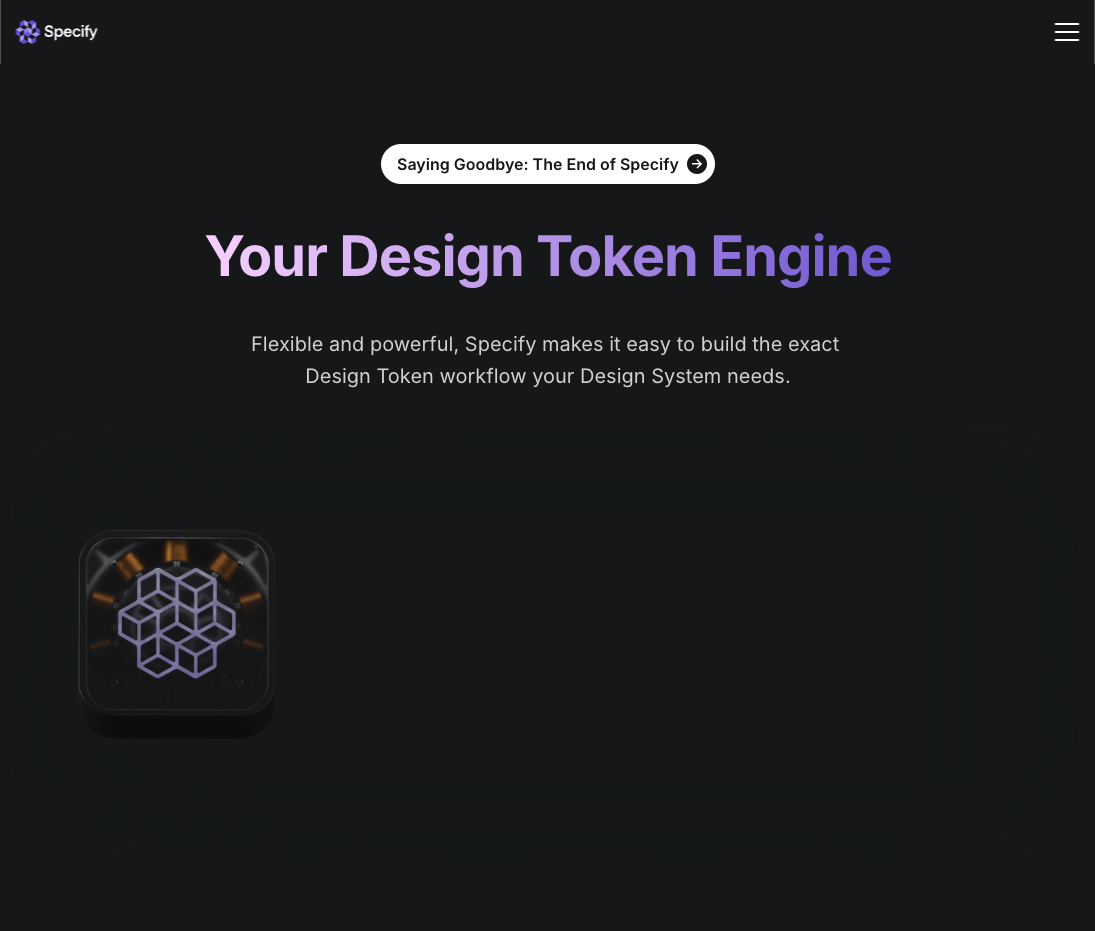 Specify
Saying Goodbye: The End of Specify
Your Design Token Engine
Flexible and powerful, Specify makes it easy to build the exact
Design Token workflow your Design System needs.